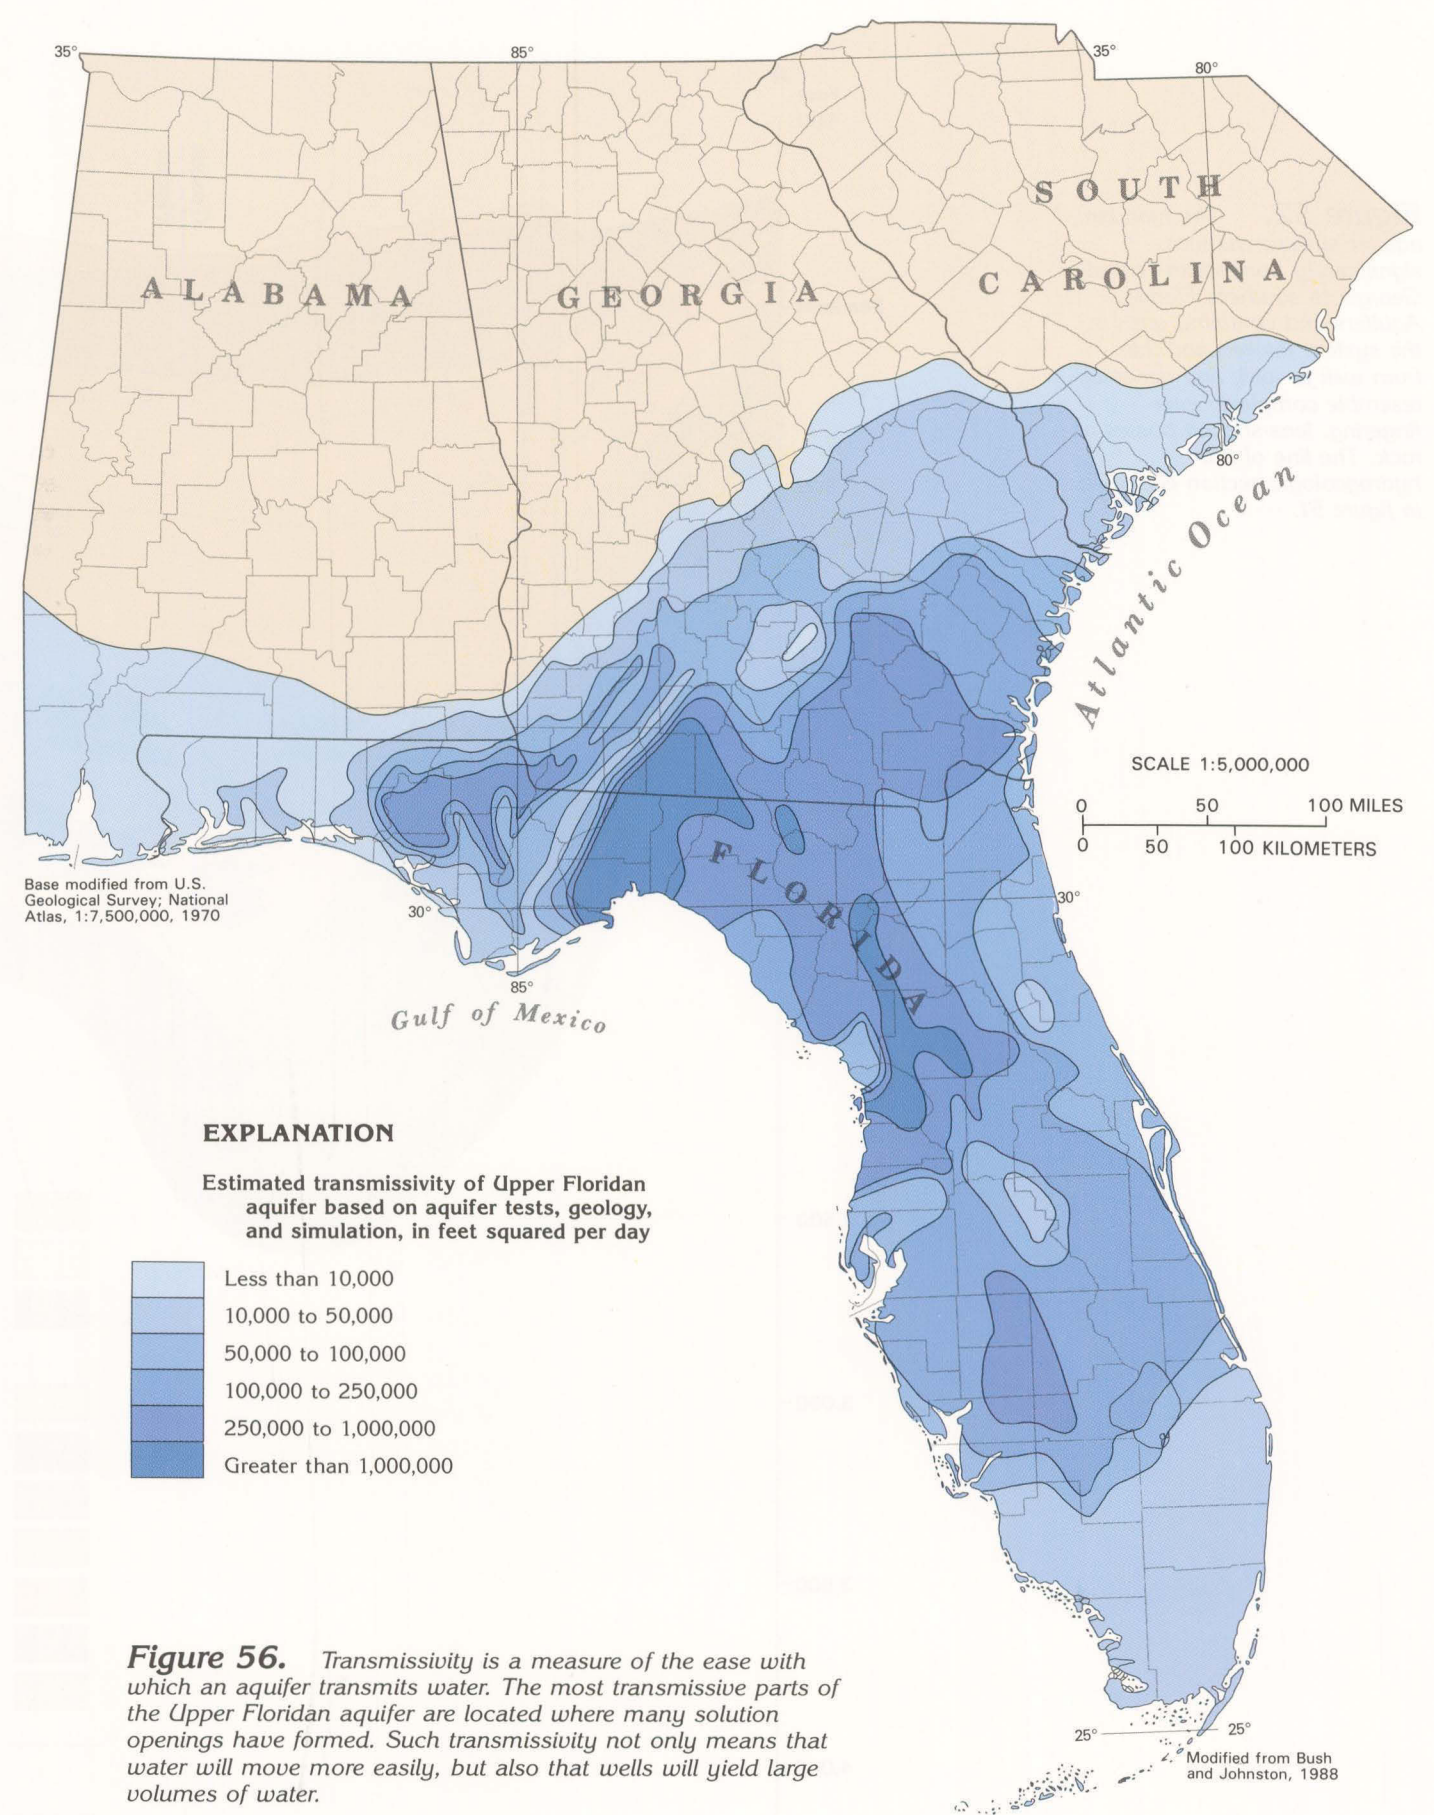 35°
85°
35°
80°
SOUTH
CAROLINA
ALABAMA
GEORGIA
80°
Atlantic Ocean
SCALE 1:5,000,000
0 50 100 MILES
0 50 100 KILOMETERS
FLORIDA
Base modified from U.S.
Geological Survey; National
Atlas, 1:7,500,000, 1970
30°
30°
85°
Gulf of Mexico
EXPLANATION
Estimated transmissivity of Upper Floridan
aquifer based on aquifer tests, geology,
and simulation, in feet squared per day
Less than 10,000
10,000 to 50,000
50,000 to 100,000
100,000 to 250,000
250,000 to 1,000,000
Greater than 1,000,000
Figure 56. Transmissivity is a measure of the ease with
which an aquifer transmits water. The most transmissive parts of
the Upper Floridan aquifer are located where many solution
openings have formed. Such transmissivity not only means that
water will move more easily, but also that wells will yield large
volumes of water.
25°
25°
Modified from Bush
and Johnston, 1988